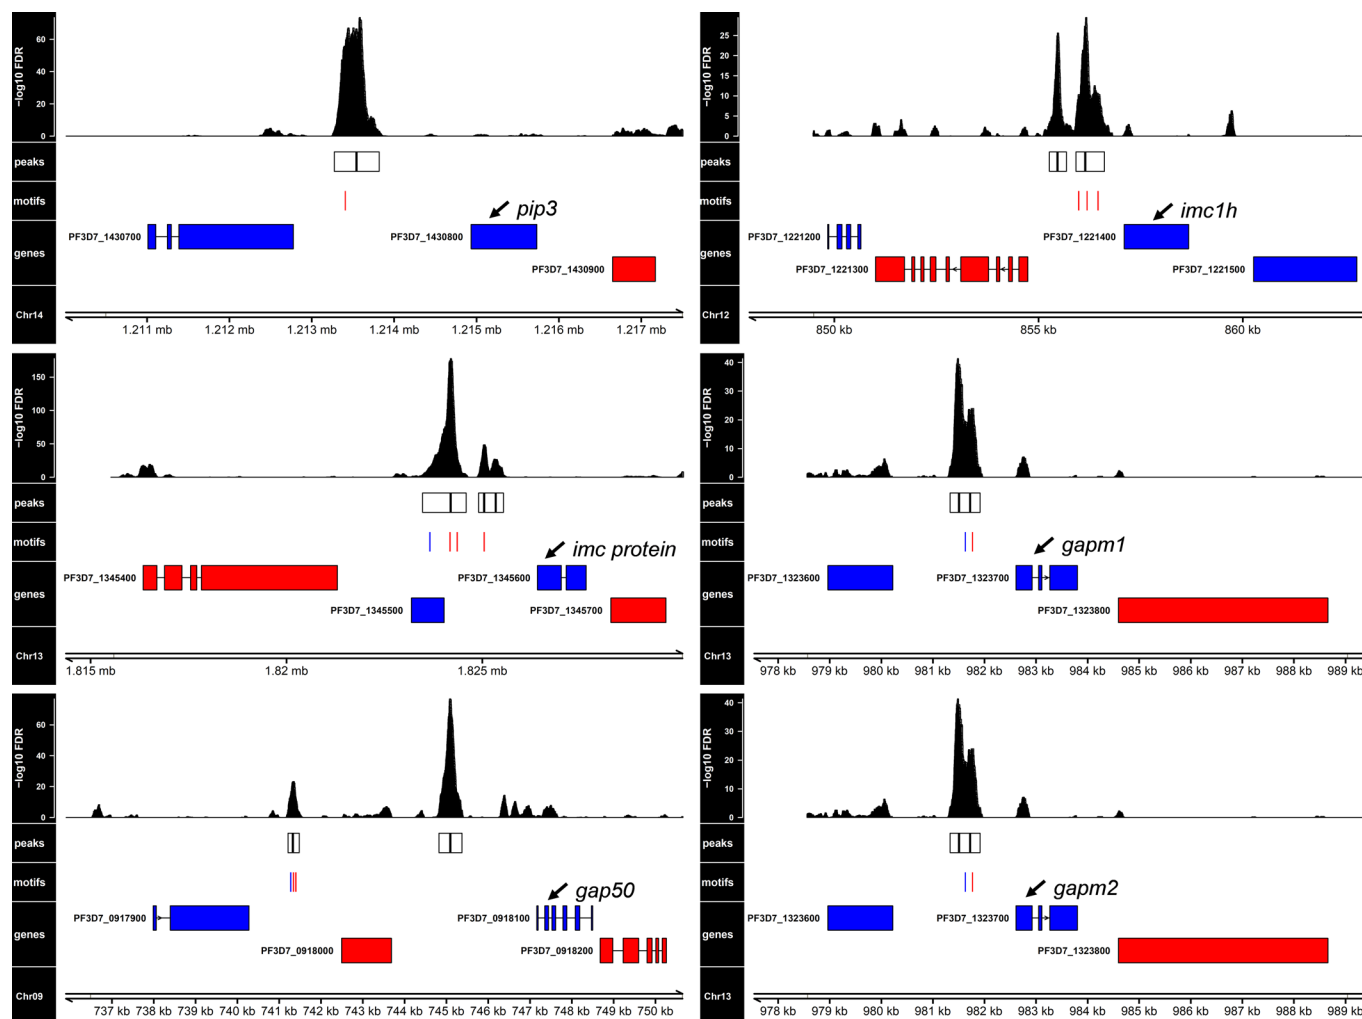 −log10 FDR
60
40
20
0
peaks
motifs
pip3
PF3D7_1430700
PF3D7_1430800
genes
PF3D7_1430900
Chr14
1.211 mb 1.212 mb 1.213 mb 1.214 mb 1.215 mb 1.216 mb 1.217 mb
−log10 FDR
25
20
15
10
5
0
peaks
motifs
imc1h
PF3D7_1221200
PF3D7_1221400
genes
PF3D7_1221300
PF3D7_1221500
Chr12
850 kb 855 kb 860 kb
−log10 FDR
150
100
50
0
peaks
motifs
imc protein
PF3D7_1345400
PF3D7_1345600
genes
PF3D7_1345500
PF3D7_1345700
Chr13
1.815 mb 1.82 mb 1.825 mb
−log10 FDR
40
30
20
10
0
peaks
motifs
gapm1
PF3D7_1323600
PF3D7_1323700
genes
PF3D7_1323800
Chr13
978 kb 979 kb 980 kb 981 kb 982 kb 983 kb 984 kb 985 kb 986 kb 987 kb 988 kb 989 kb
−log10 FDR
60
40
20
0
peaks
motifs
gap50
PF3D7_0917900
PF3D7_0918100
genes
PF3D7_0918000
PF3D7_0918200
Chr09
737 kb 738 kb 739 kb 740 kb 741 kb 742 kb 743 kb 744 kb 745 kb 746 kb 747 kb 748 kb 749 kb 750 kb
−log10 FDR
40
30
20
10
0
peaks
motifs
gapm2
PF3D7_1323600
PF3D7_1323700
genes
PF3D7_1323800
Chr13
978 kb 979 kb 980 kb 981 kb 982 kb 983 kb 984 kb 985 kb 986 kb 987 kb 988 kb 989 kb